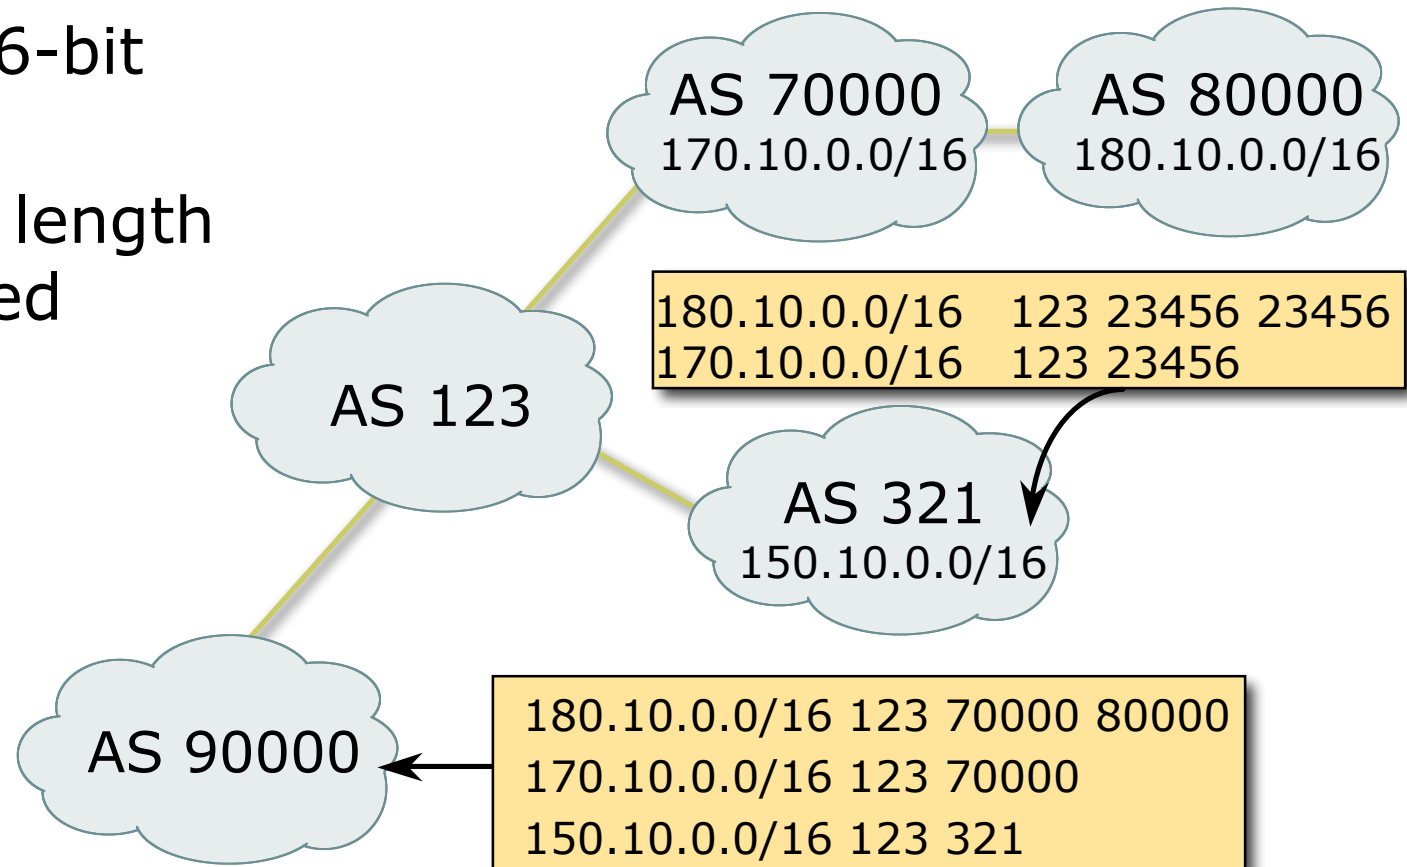 6-bit
length
ed
AS 70000
170.10.0.0/16
AS 80000
180.10.0.0/16
180.10.0.0/16 123 23456 23456
170.10.0.0/16 123 23456
AS 123
AS 321
150.10.0.0/16
AS 90000
180.10.0.0/16 123 70000 80000
170.10.0.0/16 123 70000
150.10.0.0/16 123 321